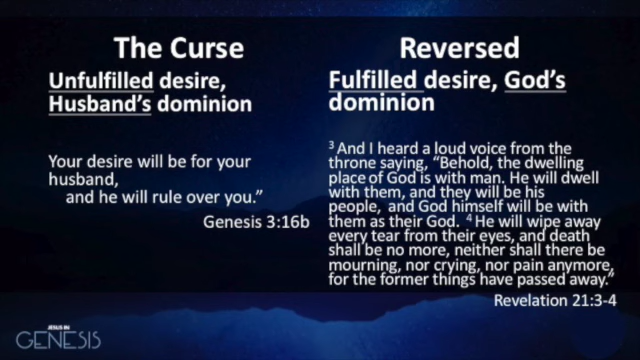 The Curse
Unfulfilled desire,
Husband's dominion
Your desire will be for your
husband,
and he will rule over you.”
Genesis 3:16b
Reversed
Fulfilled desire, God's
dominion
3 And I heard a loud voice from the
throne saying, “Behold, the dwelling
place of God is with man. He will dwell
with them, and they will be his
people, and God himself will be with
them as their God. 4 He will wipe away
every tear from their eyes, and death
shall be no more, neither shall there be
mourning, nor crying, nor pain anymore,
for the former things have passed away.”
Revelation 21:3-4
JESUS IN
GENESIS